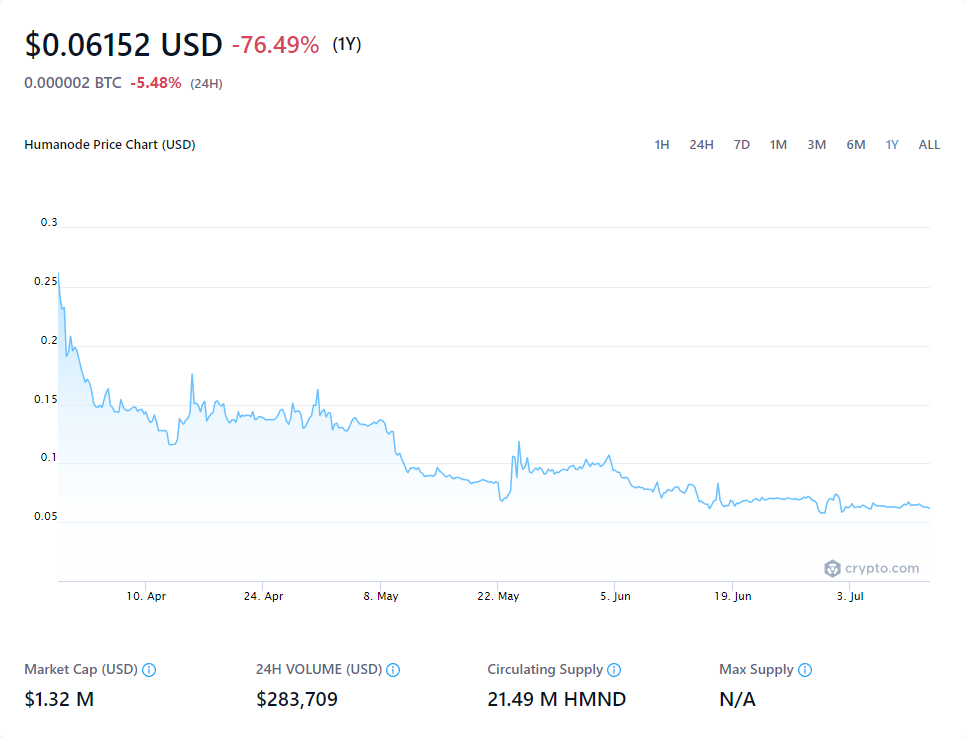 $0.06152 USD -76.49% (1Y)
0.000002 BTC -5.48% (24H)
Humanode Price Chart (USD) 1H 24H 7D 1M 3M 6M 1Y ALL
0.3
0.25
0.2
0.15
0.1
0.05
crypto.com
10. Apr 24. Apr 8. May 22. May 5. Jun 19. Jun 3. Jul
Market Cap (USD) 24H VOLUME (USD) Circulating Supply Max Supply
$1.32 M $283,709 21.49 M HMND N/A